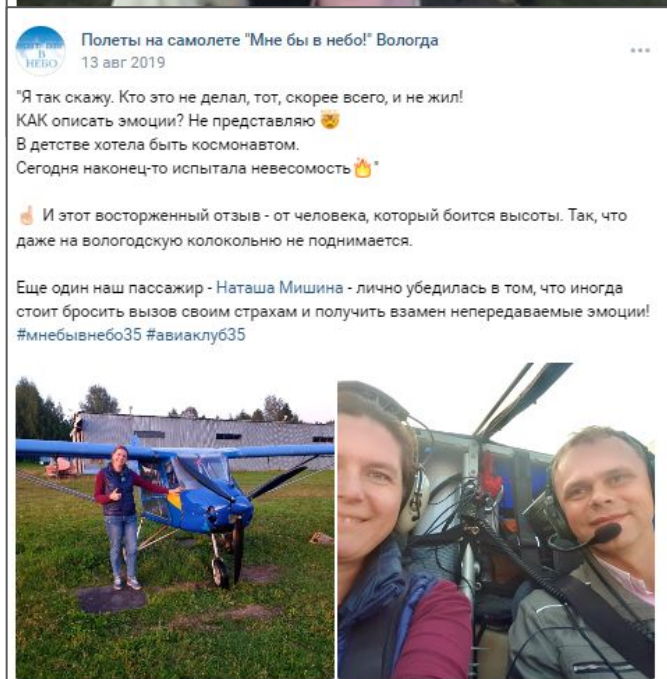 Полеты на самолете "Мне бы в небо!" Вологда
13 авг 2019
"Я так скажу. Кто это не делал, тот, скорее всего, и не жил!
КАК описать эмоции? Не представляю 🤯
В детстве хотела быть космонавтом.
Сегодня наконец-то испытала невесомость🔥"
☝🏻 И этот восторженный отзыв - от человека, который боится высоты. Так, что
даже на вологодскую колокольню не поднимается.
Еще один наш пассажир - Наташа Мишина - лично убедилась в том, что иногда
стоит бросить вызов своим страхам и получить взамен непередаваемые эмоции!
#мнебывнебо35 #авиаклуб35